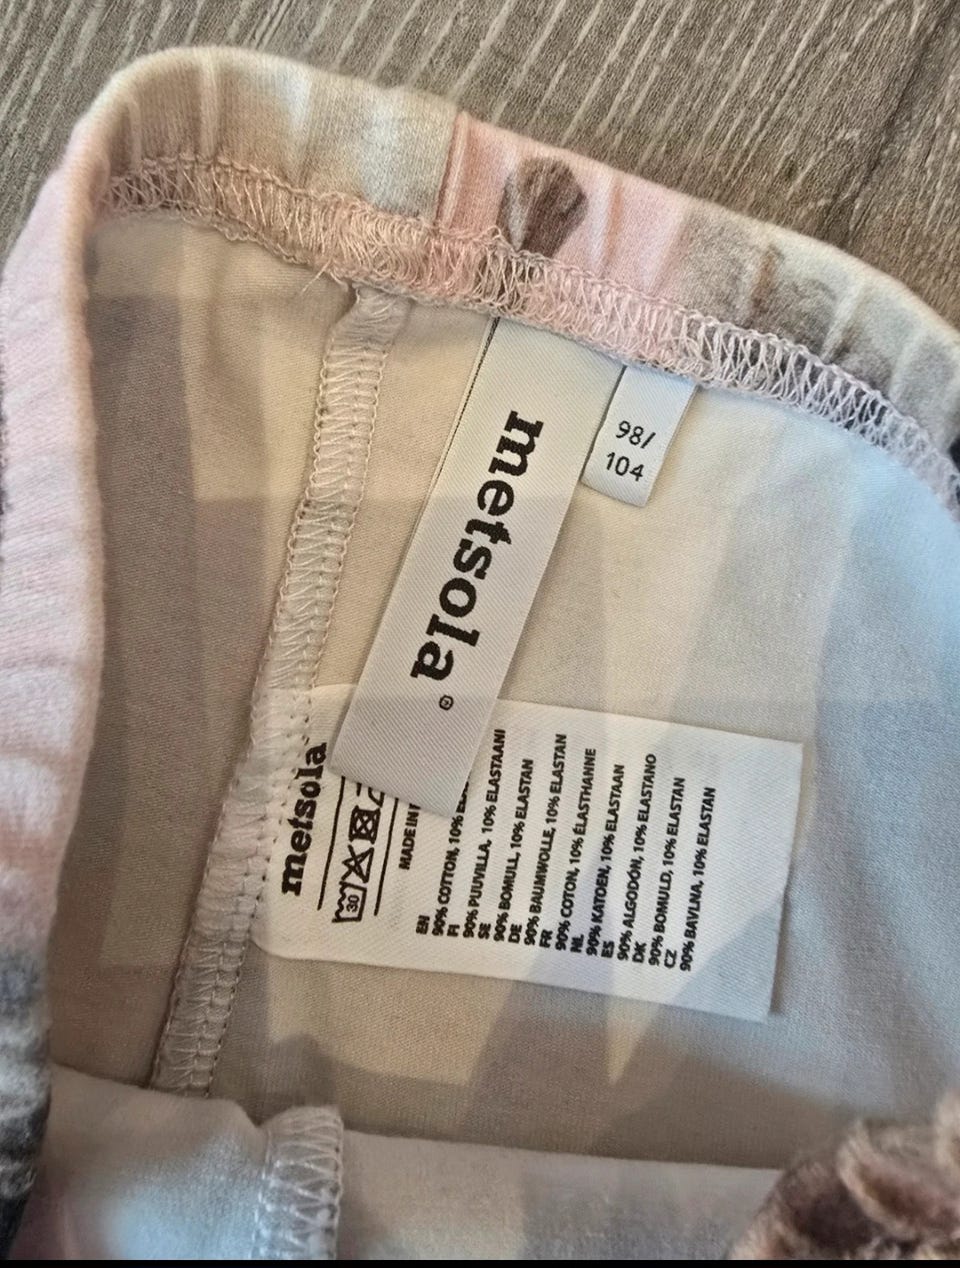 metsola®
98/
104
metsola
30
MADE IN
EN
90% COTTON, 10%
FI
90% PUUVILLA, 10% ELASTAANI
SE
90% BOMULL, 10% ELASTAN
DE
90% BAUMWOLLE, 10% ELASTAN
FR
90% COTON, 10% ÉLASTHANNE
NL
90% KATOEN, 10% ELASTAAN
ES
90% ALGODÓN, 10% ELASTANO
DK
90% BOMULD, 10% ELASTAN
CZ
90% BAVLNA, 10% ELASTAN